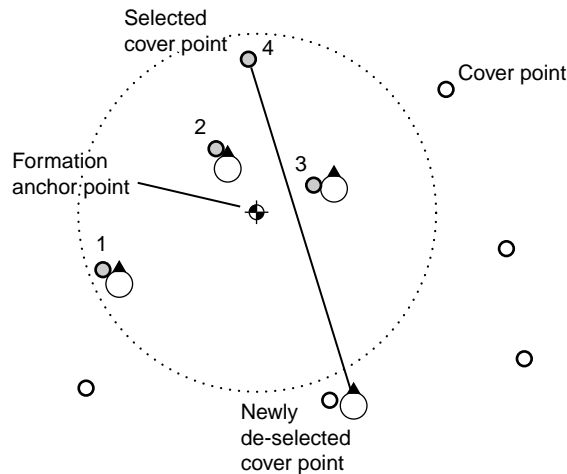 Selected
cover point
4
Cover point
2
Formation
anchor point
3
1
Newly
de-selected
cover point